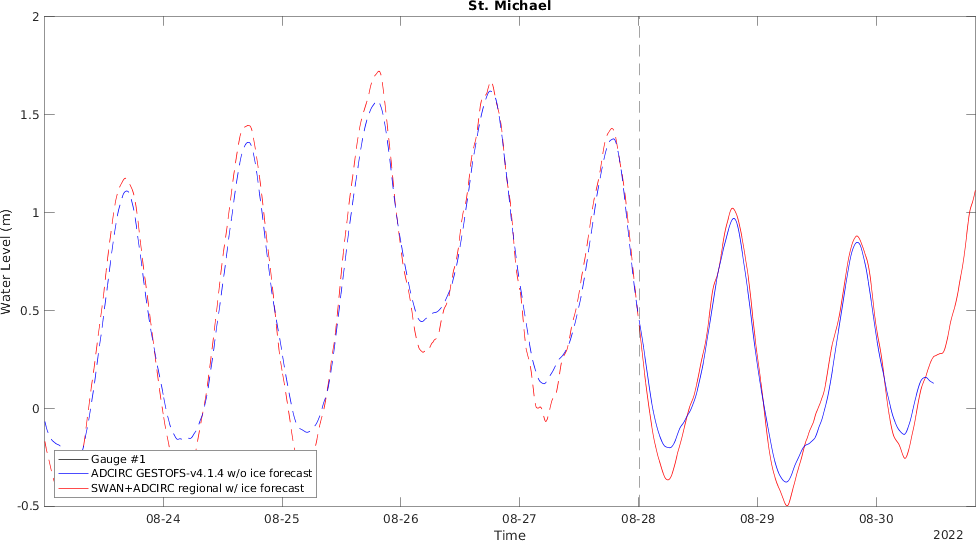 St. Michael
2
1.5
1
0.5
0
-0.5
Water Level (m)
Gauge #1
ADCIRC GESTOFS-v4.1.4 w/o ice forecast
SWAN+ADCIRC regional w/ ice forecast
08-24 08-25 08-26 08-27 08-28 08-29 08-30
Time
2022